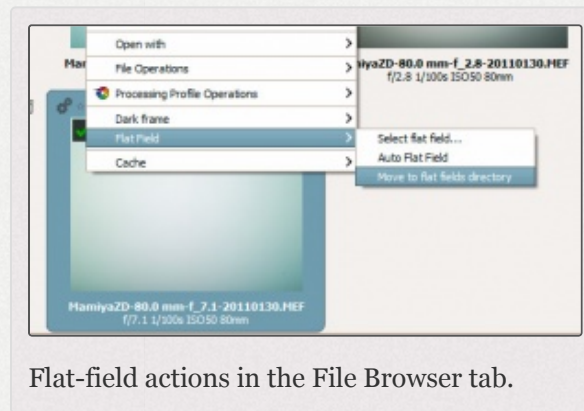 Open with
File Operations
Processing Profile Operations
Dark frame
Flat Field
Cache
Select flat field...
Auto Flat Field
Move to flat fields directory
Mam
iyaZD-80.0 mm-f_2.8-20110130.MEF
f/2.8 1/100s ISO50 80mm
MamiyaZD-80.0 mm-f_7.1-20110130.MEF
f/7.1 1/100s ISO50 80mm
Flat-field actions in the File Browser tab.